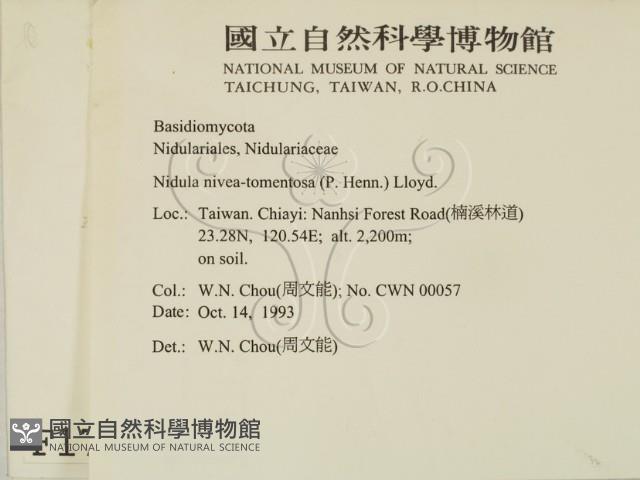 國立自然科學博物館
NATIONAL MUSEUM OF NATURAL SCIENCE
TAICHUNG, TAIWAN, R.O.CHINA
Basidiomycota
Nidulariales, Nidulariaceae
Nidula nivea-tomentosa (P. Henn.) Lloyd.
Loc.: Taiwan. Chiayi: Nanhsi Forest Road(楠溪林道)
23.28N, 120.54E; alt. 2,200m;
on soil.
Col.: W.N. Chou(周文能); No. CWN 00057
Date: Oct. 14, 1993
Det.: W.N. Chou(周文能)
國立自然科學博物館
NATIONAL MUSEUM OF NATURAL SCIENCE